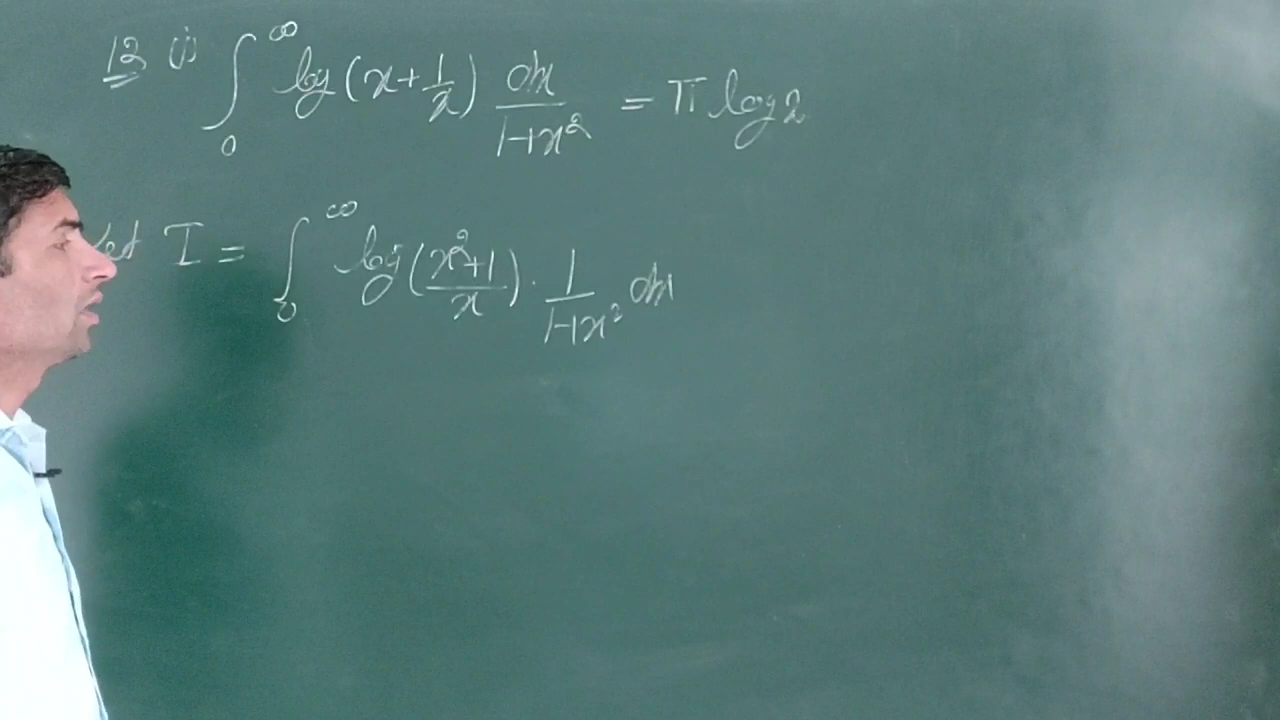 12 (i) ∫₀^∞ log(x+1/x) dx/(1+x²) = π log 2
Let I = ∫₀^∞ log((x²+1)/x) · 1/(1+x²) dx